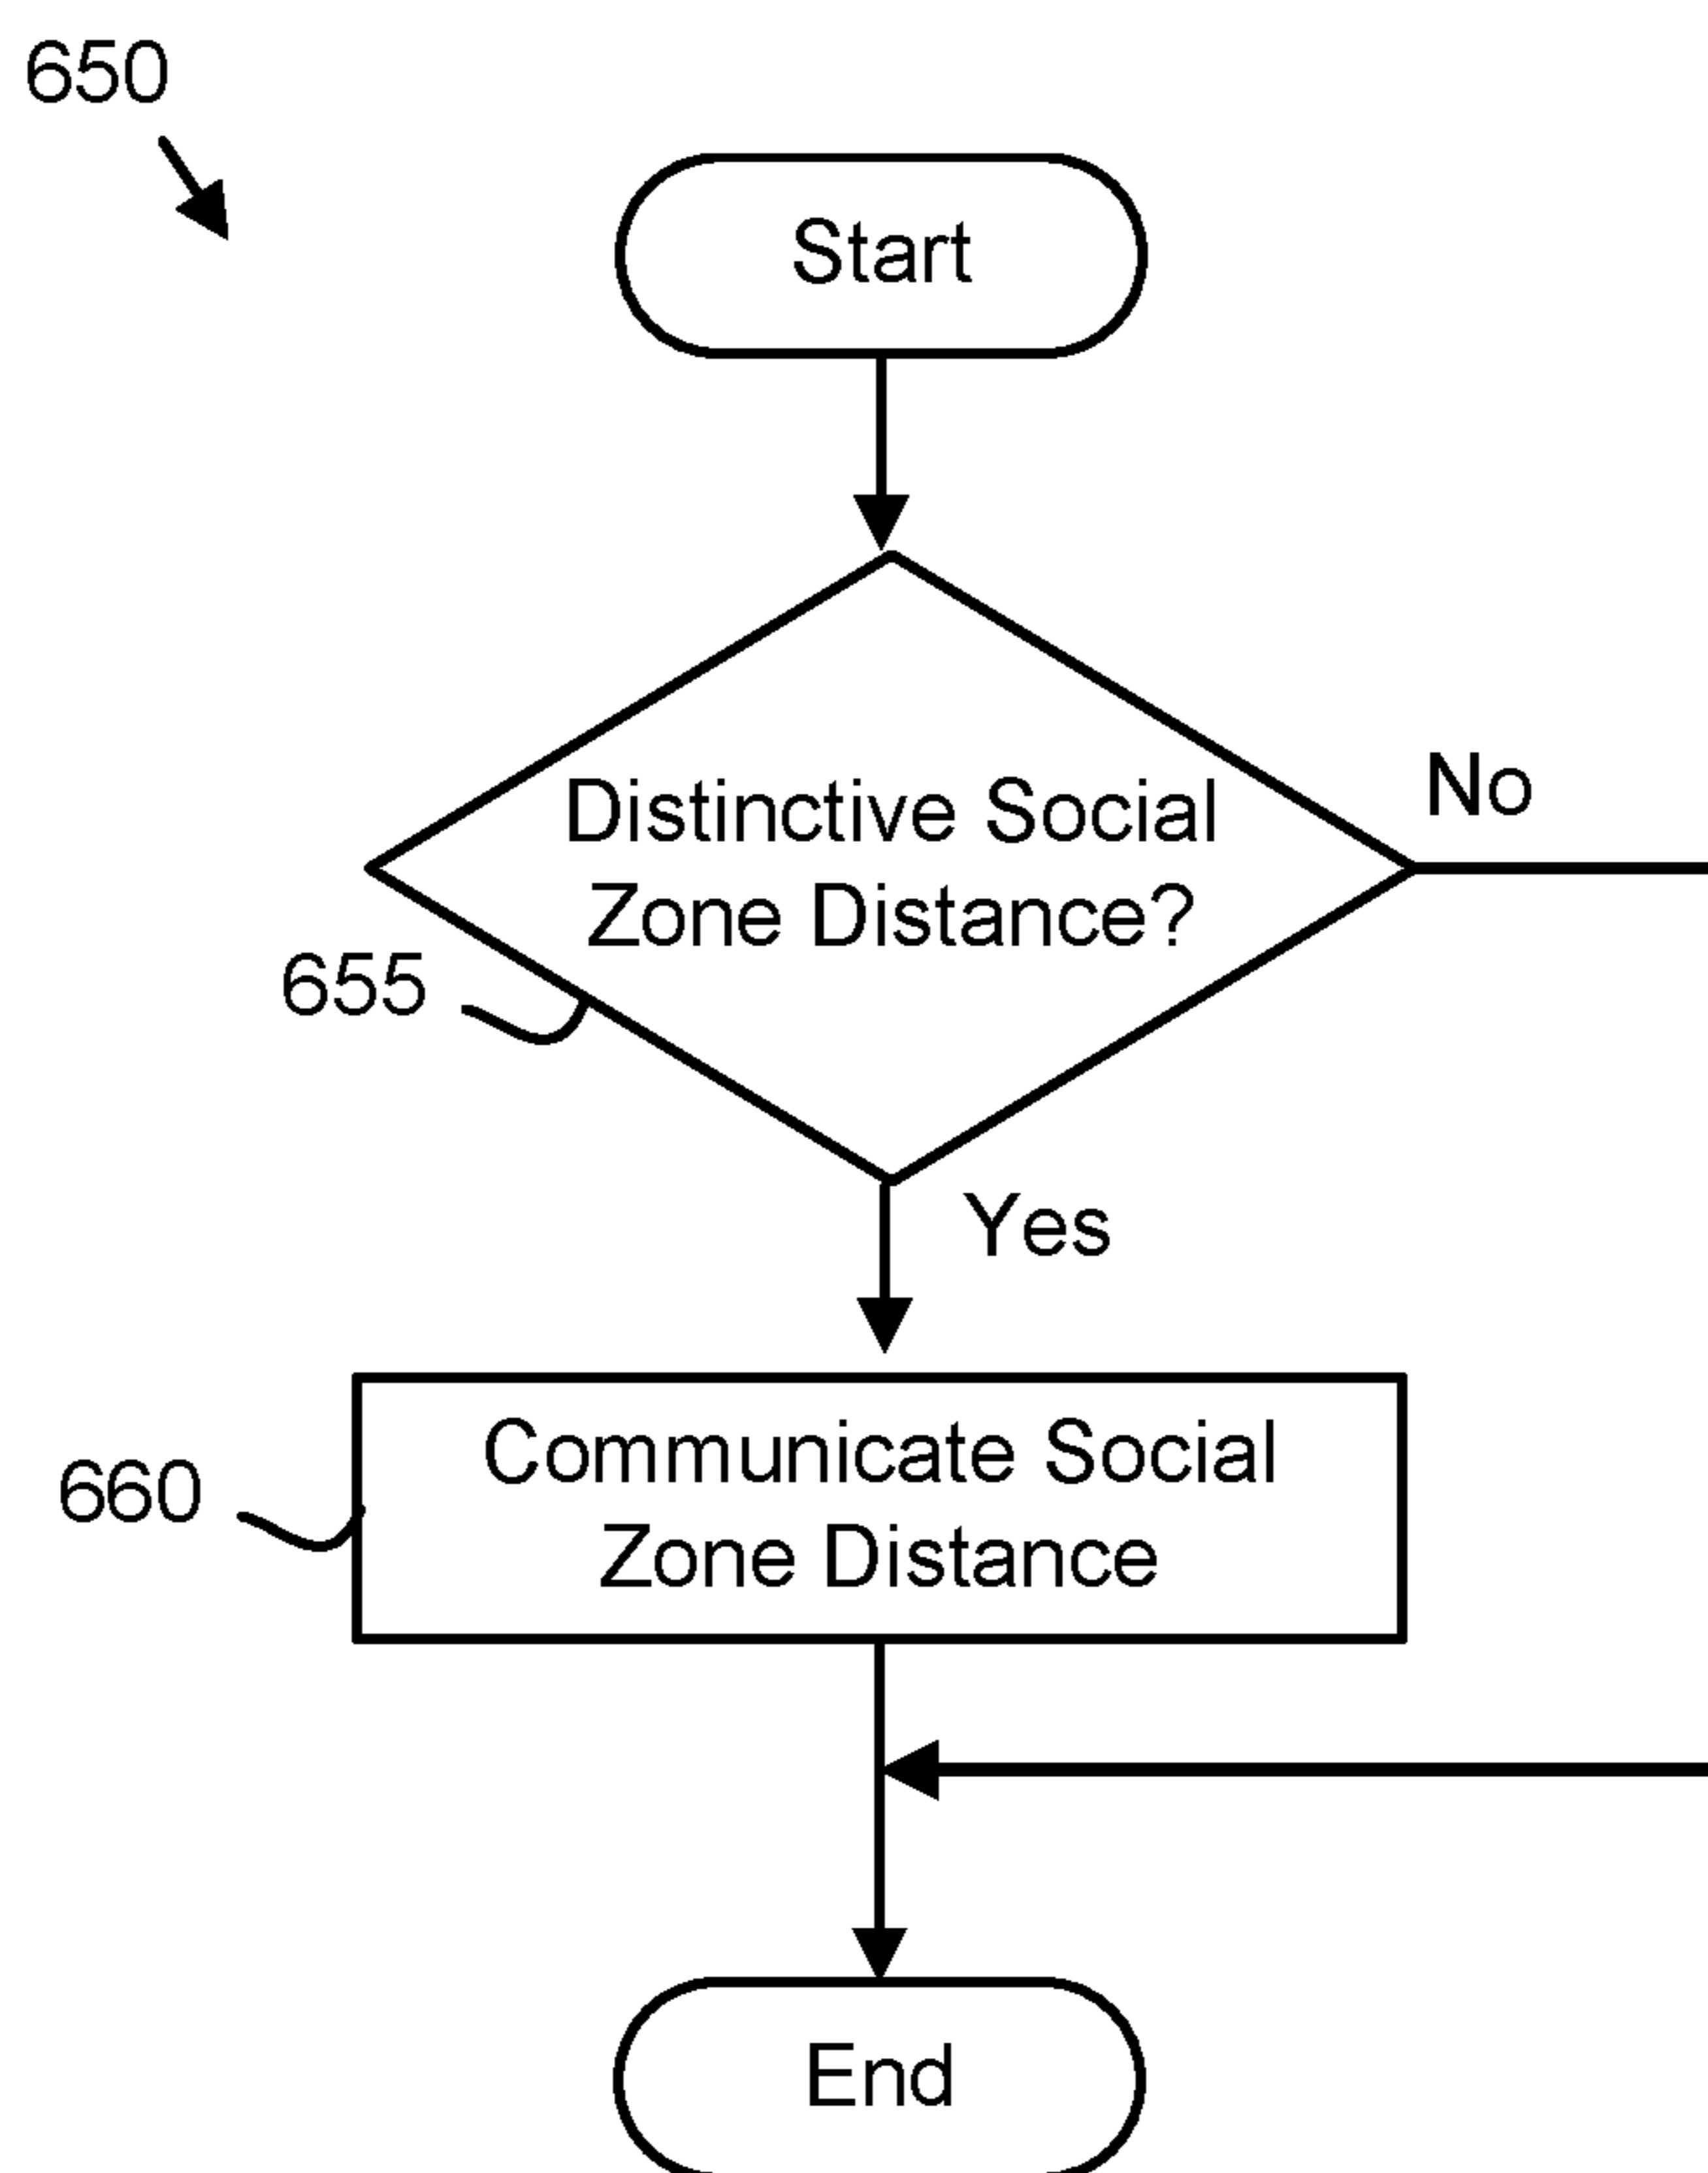 650
Start
Distinctive Social
Zone Distance?
No
655
Yes
Communicate Social
Zone Distance
660
End